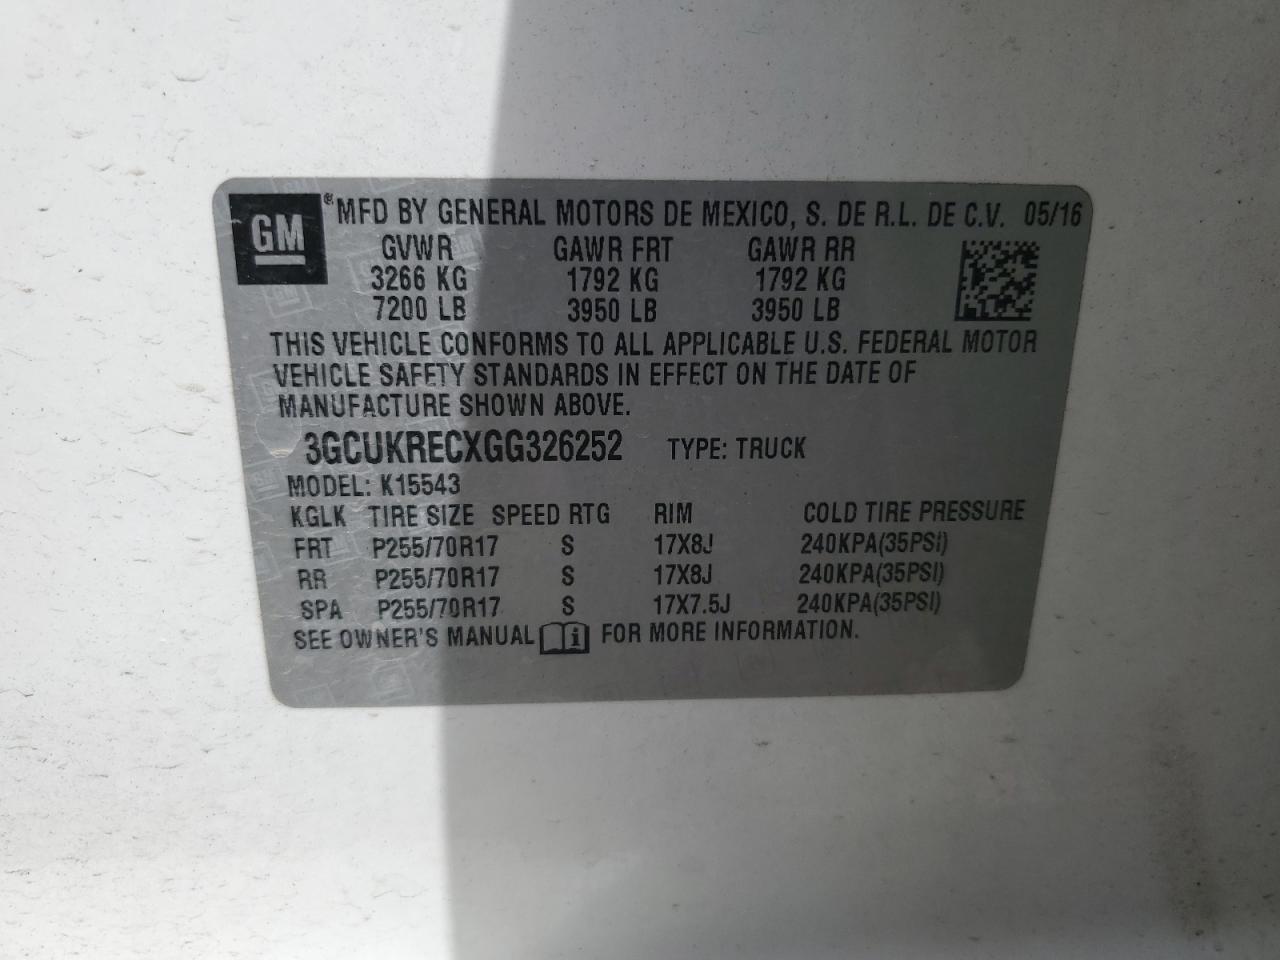 GM ® MFD BY GENERAL MOTORS DE MEXICO, S. DE R.L. DE C.V. 05/16
GVWR GAWR FRT GAWR RR
3266 KG 1792 KG 1792 KG
7200 LB 3950 LB 3950 LB
THIS VEHICLE CONFORMS TO ALL APPLICABLE U.S. FEDERAL MOTOR
VEHICLE SAFETY STANDARDS IN EFFECT ON THE DATE OF
MANUFACTURE SHOWN ABOVE.
3GCUKRECXGG326252 TYPE: TRUCK
MODEL: K15543
KGLK TIRE SIZE SPEED RTG RIM COLD TIRE PRESSURE
FRT P255/70R17 S 17X8J 240KPA(35PSI)
RR P255/70R17 S 17X8J 240KPA(35PSI)
SPA P255/70R17 S 17X7.5J 240KPA(35PSI)
SEE OWNER'S MANUAL i FOR MORE INFORMATION.